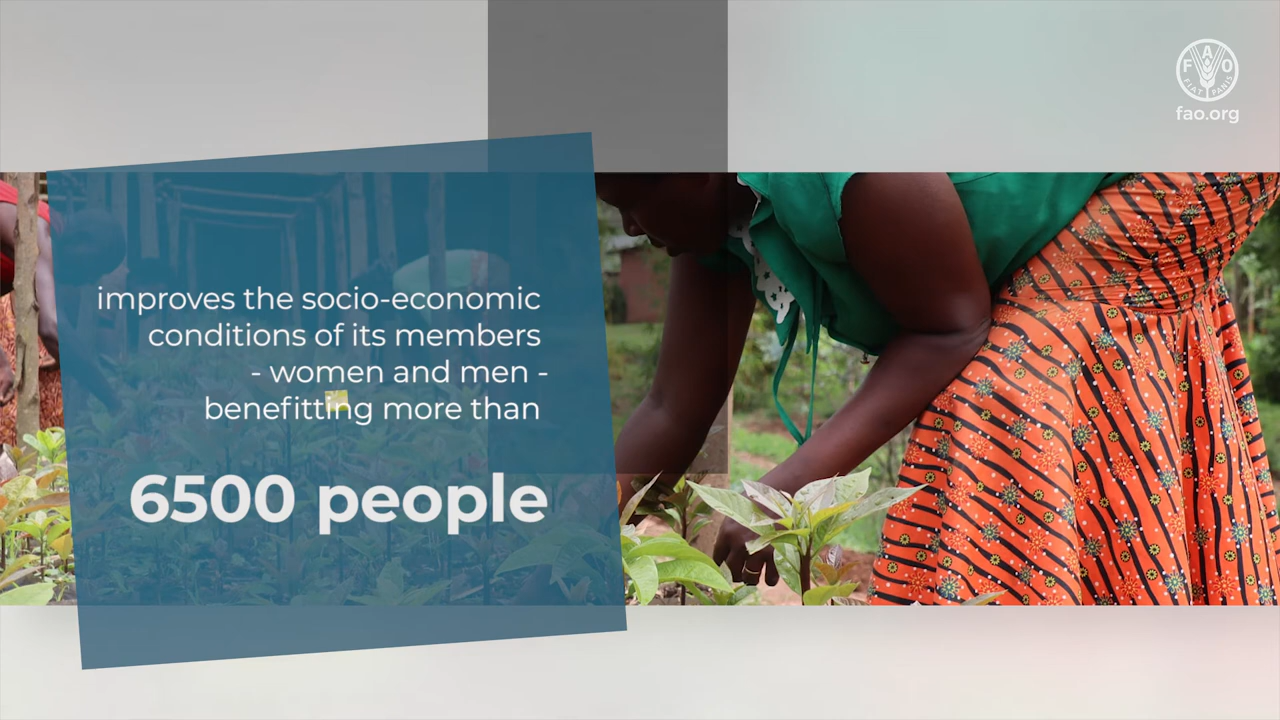 improves the socio-economic
conditions of its members
- women and men -
benefitting more than
6500 people
F A O
FIAT PANIS
fao.org